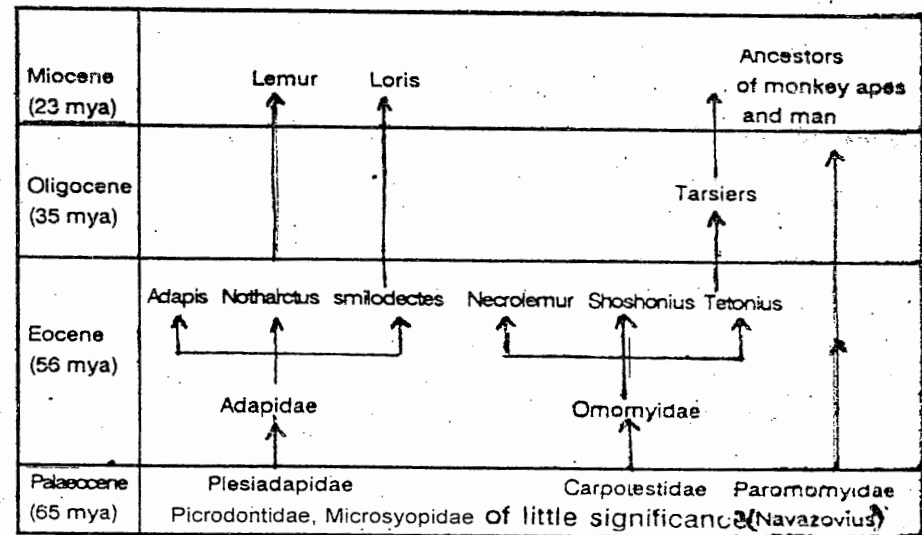 Miocene
(23 mya)
Lemur
Loris
Ancestors
of monkey apes
and man
Oligocene
(35 mya)
Tarsiers
Eocene
(56 mya)
Adapis Notharctus smilodectes Necrolemur Shoshonius Tetonius
Adapidae
Omomyidae
Palaeocene
(65 mya)
Plesiadapidae
Carpolestidae
Paromomyidae
Picrodontidae, Microsyopidae of little significance (Navazovius)